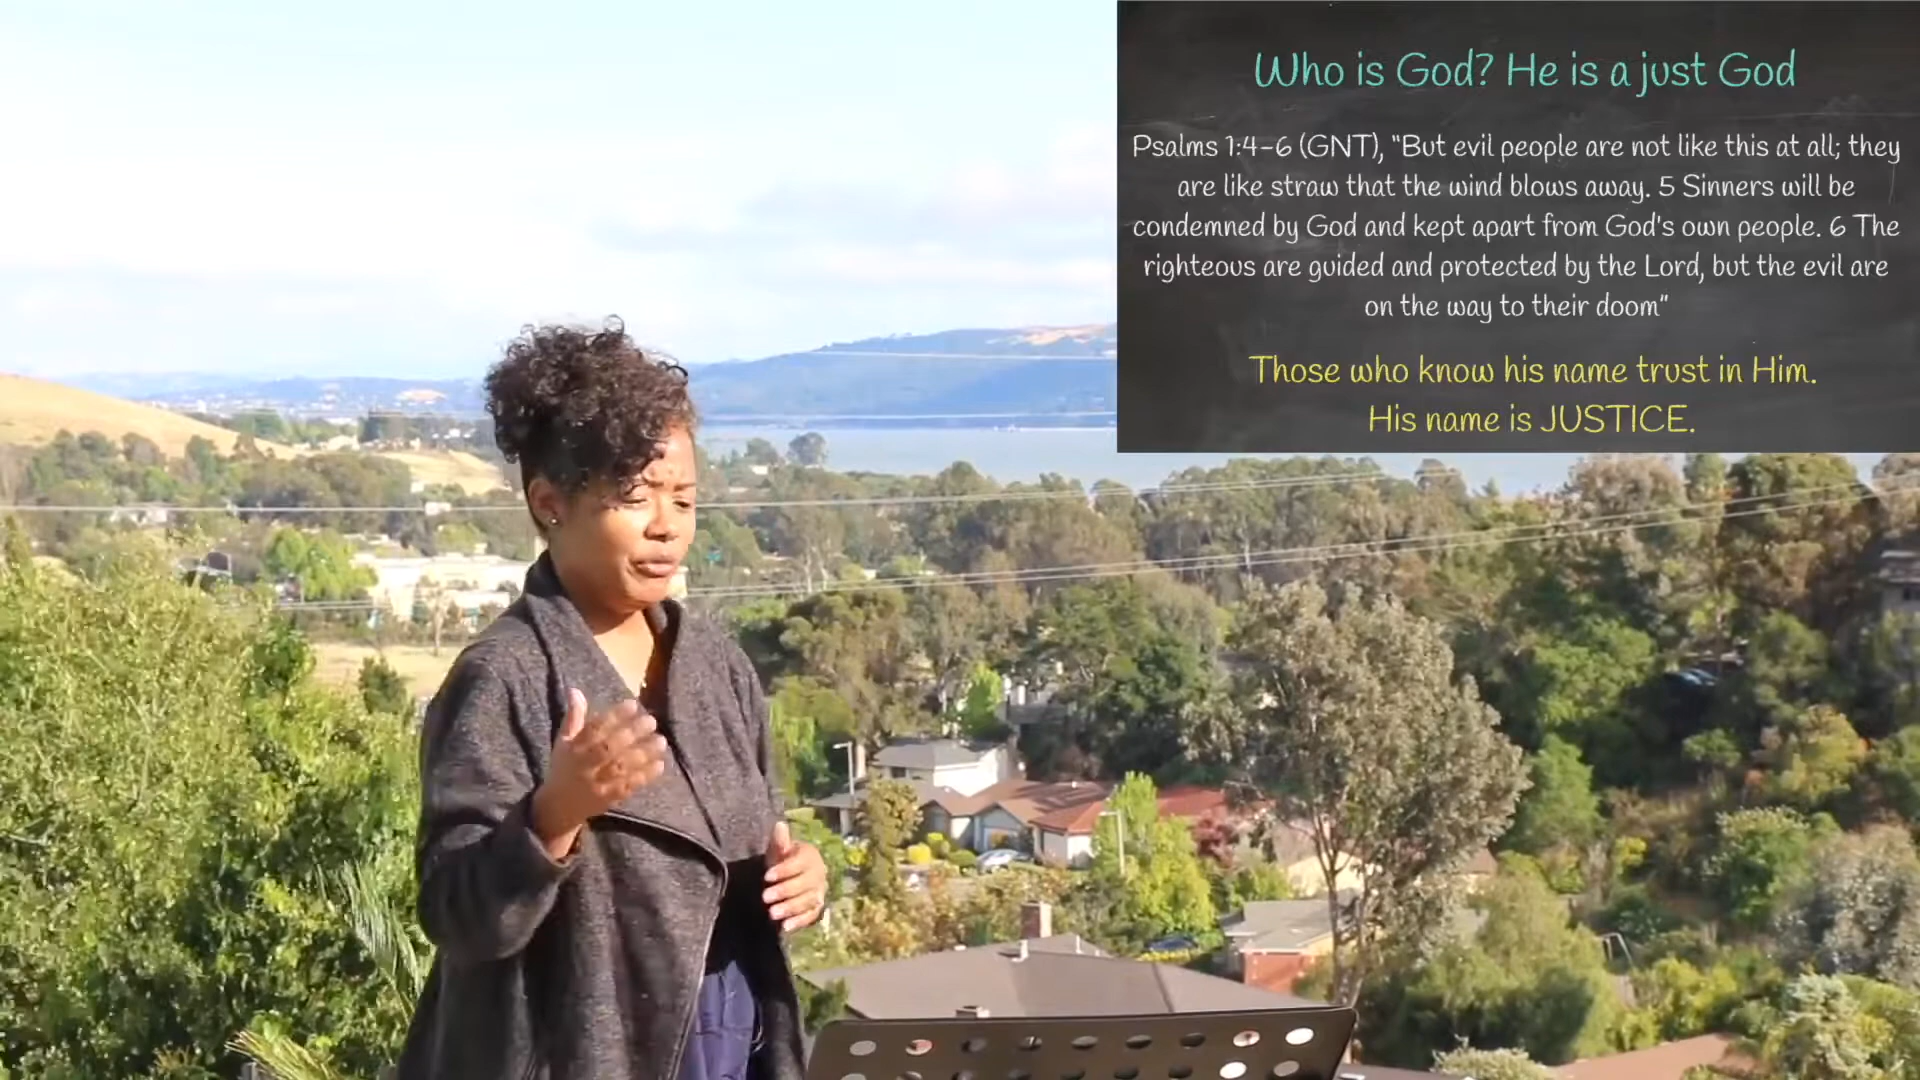 Who is God? He is a just God
Psalms 1:4-6 (GNT), "But evil people are not like this at all; they
are like straw that the wind blows away. 5 Sinners will be
condemned by God and kept apart from God's own people. 6 The
righteous are guided and protected by the Lord, but the evil are
on the way to their doom"
Those who know his name trust in Him.
His name is JUSTICE.